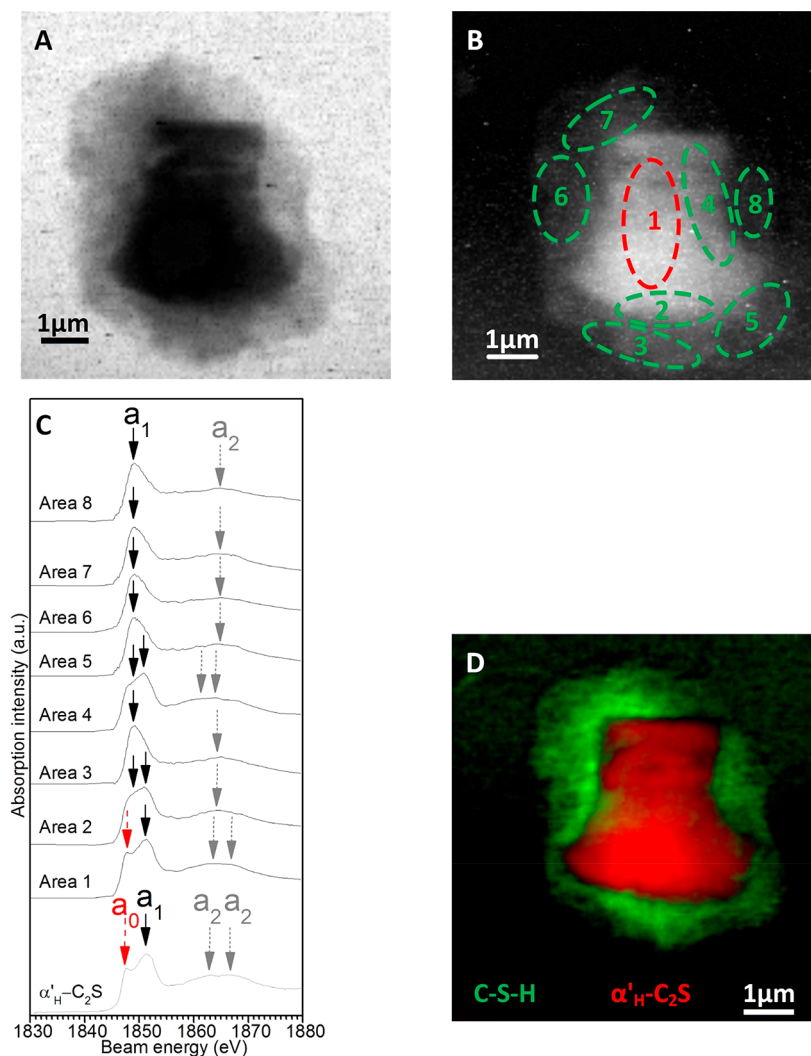 A
1μm
B
7
6
1
4
8
2
3
5
1μm
C
a1
a2
Area 8
Area 7
Area 6
Area 5
Area 4
Area 3
Area 2
Area 1
a0 a1 a2 a2
α'H–C2S
1830 1840 1850 1860 1870 1880
Beam energy (eV)
Absorption intensity (a.u.)
D
C-S-H α'H–C2S 1μm